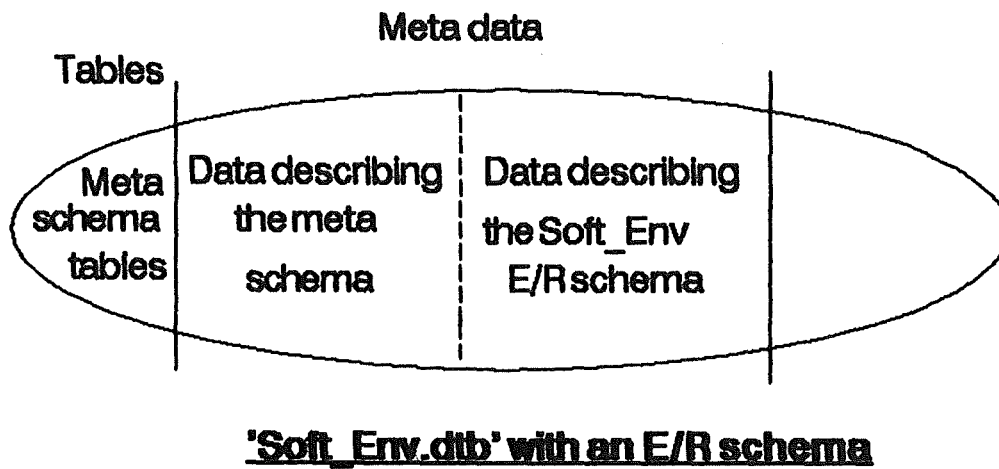 Meta data
Tables
Meta
schema
tables
Data describing
the meta
schema
Data describing
the Soft_Env
E/R schema
'Soft_Env.dtb' with an E/R schema